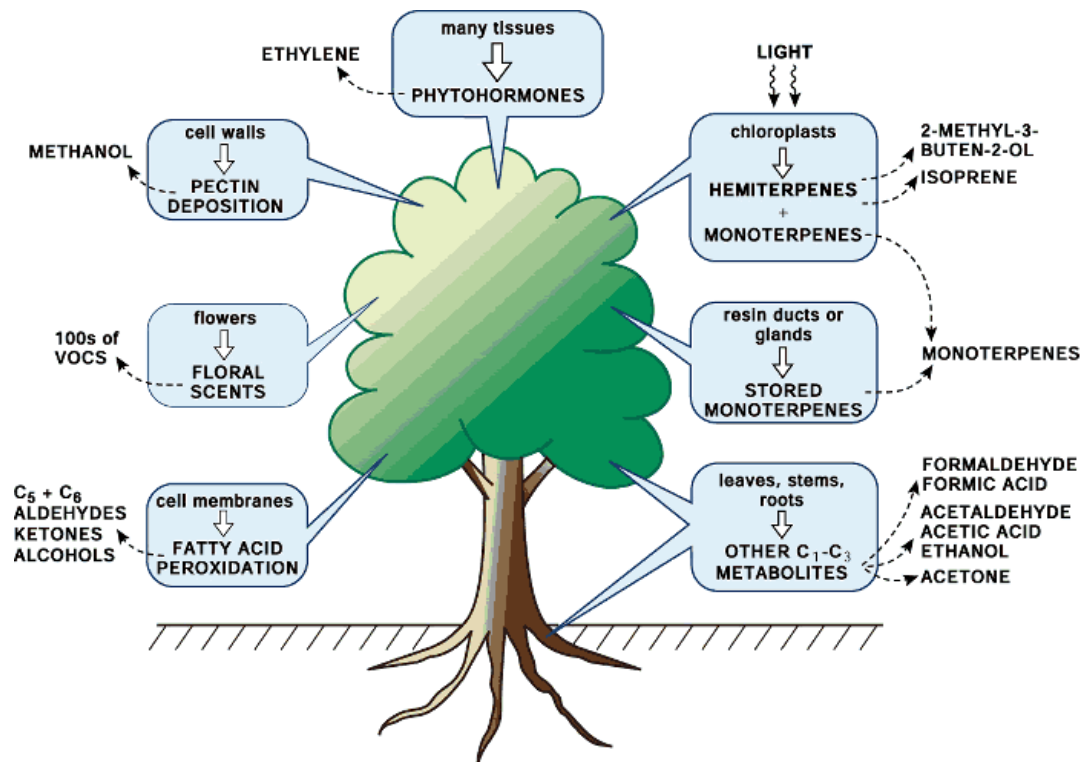 many tissues
PHYTOHORMONES
ETHYLENE
LIGHT
cell walls
PECTIN
DEPOSITION
METHANOL
chloroplasts
HEMITERPENES
+
MONOTERPENES
2-METHYL-3-
BUTEN-2-OL
ISOPRENE
flowers
FLORAL
SCENTS
100s of
VOCS
resin ducts or
glands
STORED
MONOTERPENES
MONOTERPENES
cell membranes
FATTY ACID
PEROXIDATION
C₅ + C₆
ALDEHYDES
KETONES
ALCOHOLS
leaves, stems,
roots
OTHER C₁-C₃
METABOLITES
FORMALDEHYDE
FORMIC ACID
ACETALDEHYDE
ACETIC ACID
ETHANOL
ACETONE